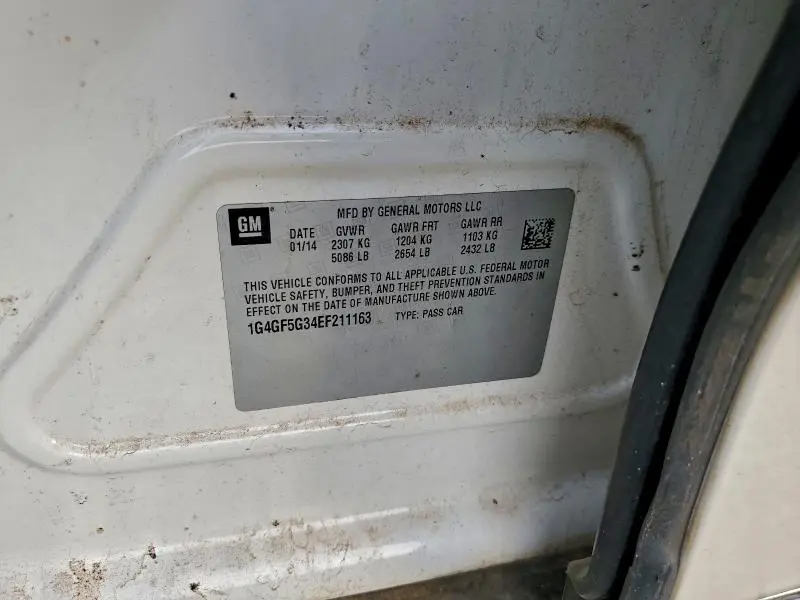 GM
MFD BY GENERAL MOTORS LLC
DATE GVWR GAWR FRT GAWR RR
01/14 2307 KG 1204 KG 1103 KG
5086 LB 2654 LB 2432 LB
THIS VEHICLE CONFORMS TO ALL APPLICABLE U.S. FEDERAL MOTOR
VEHICLE SAFETY, BUMPER, AND THEFT PREVENTION STANDARDS IN
EFFECT ON THE DATE OF MANUFACTURE SHOWN ABOVE.
1G4GF5G34EF211163 TYPE: PASS CAR